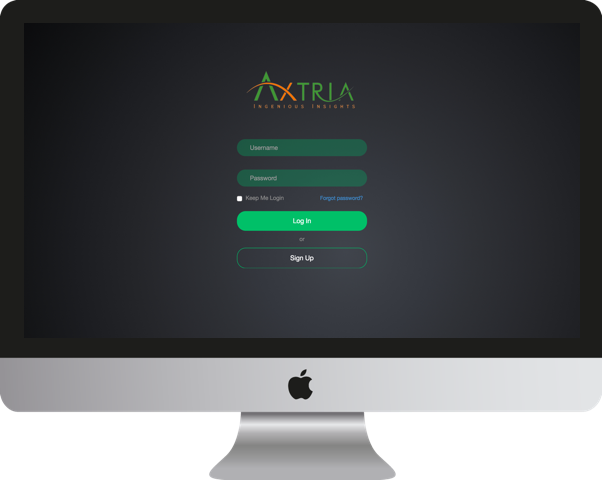 AXTRIA
INGENIOUS INSIGHTS
Username
Password
Keep Me Login
Forgot password?
Log In
or
Sign Up